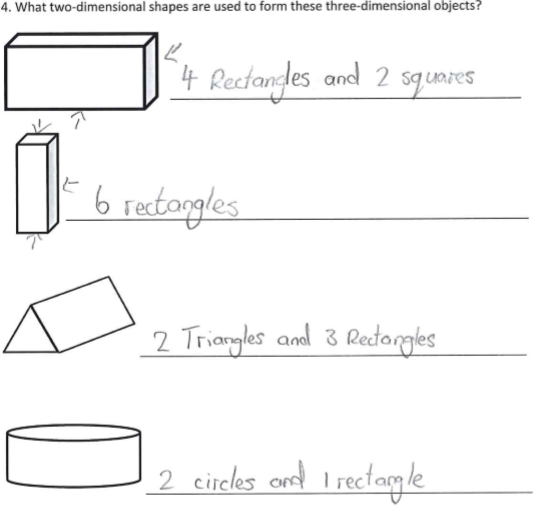 4. What two-dimensional shapes are used to form these three-dimensional objects?
4 Rectangles and 2 squares
6 rectangles
2 Triangles and 3 Rectangles
2 circles and 1 rectangle